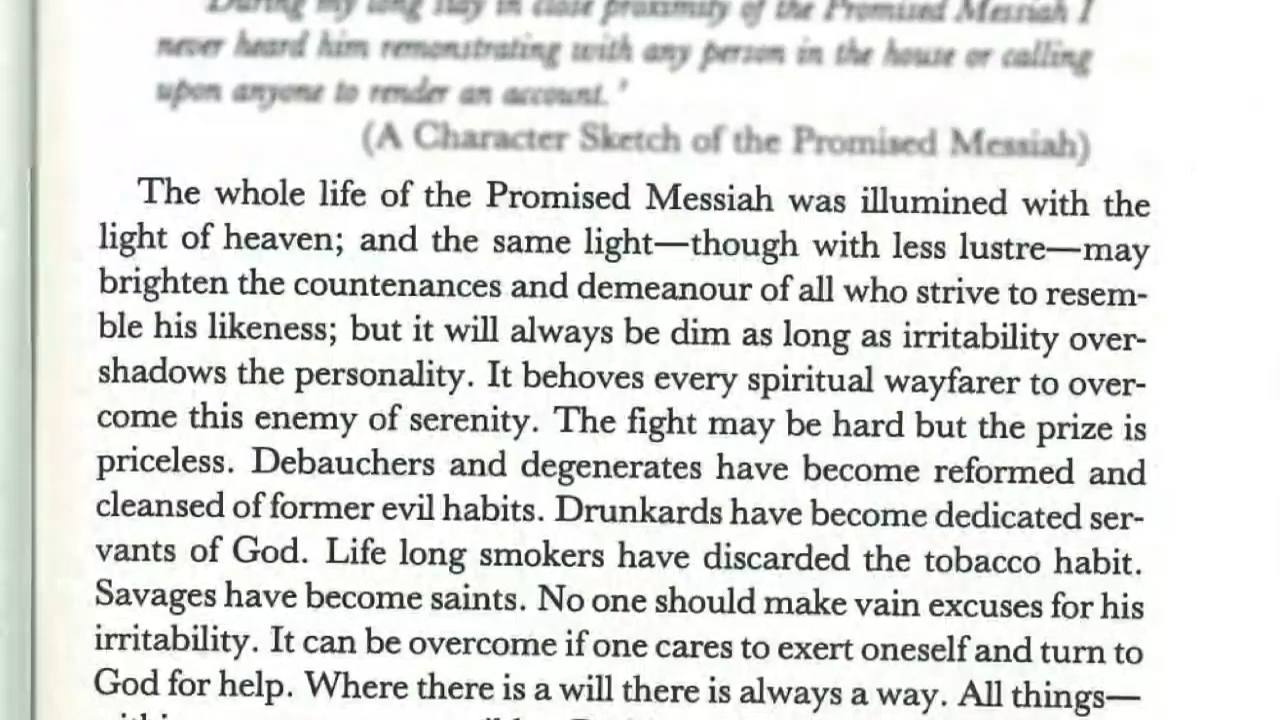 During my long stay in close proximity of the Promised Messiah I
never heard him remonstrating with any person in the house or calling
upon anyone to render an account.'
(A Character Sketch of the Promised Messiah)
The whole life of the Promised Messiah was illumined with the
light of heaven; and the same light—though with less lustre—may
brighten the countenances and demeanour of all who strive to resem-
ble his likeness; but it will always be dim as long as irritability over-
shadows the personality. It behoves every spiritual wayfarer to over-
come this enemy of serenity. The fight may be hard but the prize is
priceless. Debauchers and degenerates have become reformed and
cleansed of former evil habits. Drunkards have become dedicated ser-
vants of God. Life long smokers have discarded the tobacco habit.
Savages have become saints. No one should make vain excuses for his
irritability. It can be overcome if one cares to exert oneself and turn to
God for help. Where there is a will there is always a way. All things—